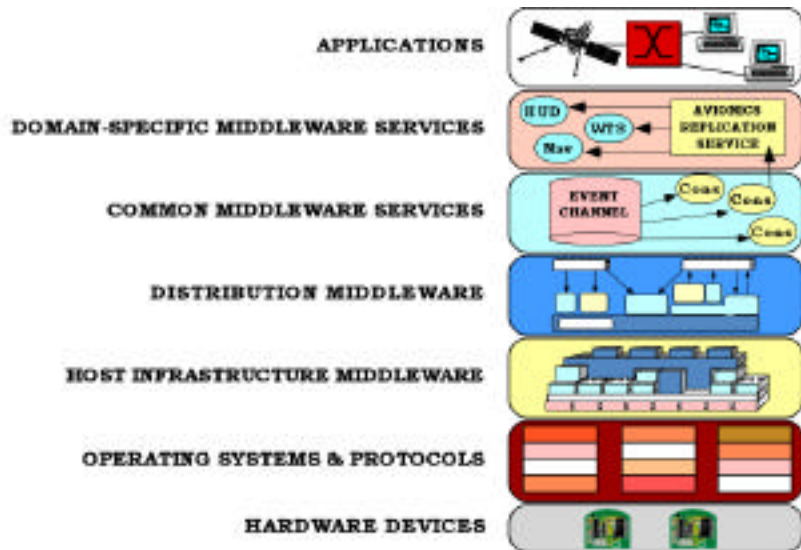 APPLICATIONS
DOMAIN-SPECIFIC MIDDLEWARE SERVICES
HUD
WTS
Nav
AVIONICS
REPLICATION
SERVICE
COMMON MIDDLEWARE SERVICES
EVENT
CHANNEL
Cons
Cons
Cons
DISTRIBUTION MIDDLEWARE
HOST INFRASTRUCTURE MIDDLEWARE
OPERATING SYSTEMS & PROTOCOLS
HARDWARE DEVICES